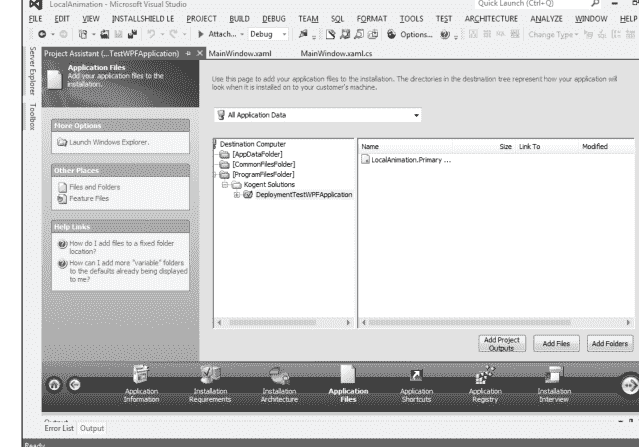 LocalAnimation - Microsoft Visual Studio
Quick Launch (Ctrl+Q)
FILE EDIT VIEW INSTALLSHIELD LE PROJECT BUILD DEBUG TEAM SQL FORMAT TOOLS TEST ARCHITECTURE ANALYZE WINDOW HELP
Attach... Debug Options... Change Type
Server Explorer
Toolbox
Project Assistant (...TestWPFApplication) MainWindow.xaml MainWindow.xaml.cs
Application Files
Add your application files to the
installation.
Use this page to add your application files to the installation. The directories in the destination tree represent how your application will
look when it is installed on to your customer's machine.
All Application Data
More Options
Launch Windows Explorer.
Other Places
Files and Folders
Feature Files
Help Links
How do I add files to a fixed folder
location?
How can I add more "variable" folders
to the defaults already being displayed
to me?
Destination Computer
[AppDataFolder]
[CommonFilesFolder]
[ProgramFilesFolder]
Kogent Solutions
DeploymentTestWPFApplication
Name Size Link To Modified
LocalAnimation.Primary ...
Add Project
Outputs
Add Files
Add Folders
Application
Information
Installation
Requirements
Installation
Architecture
Application
Files
Application
Shortcuts
Application
Registry
Installation
Interview
Error List Output
Ready